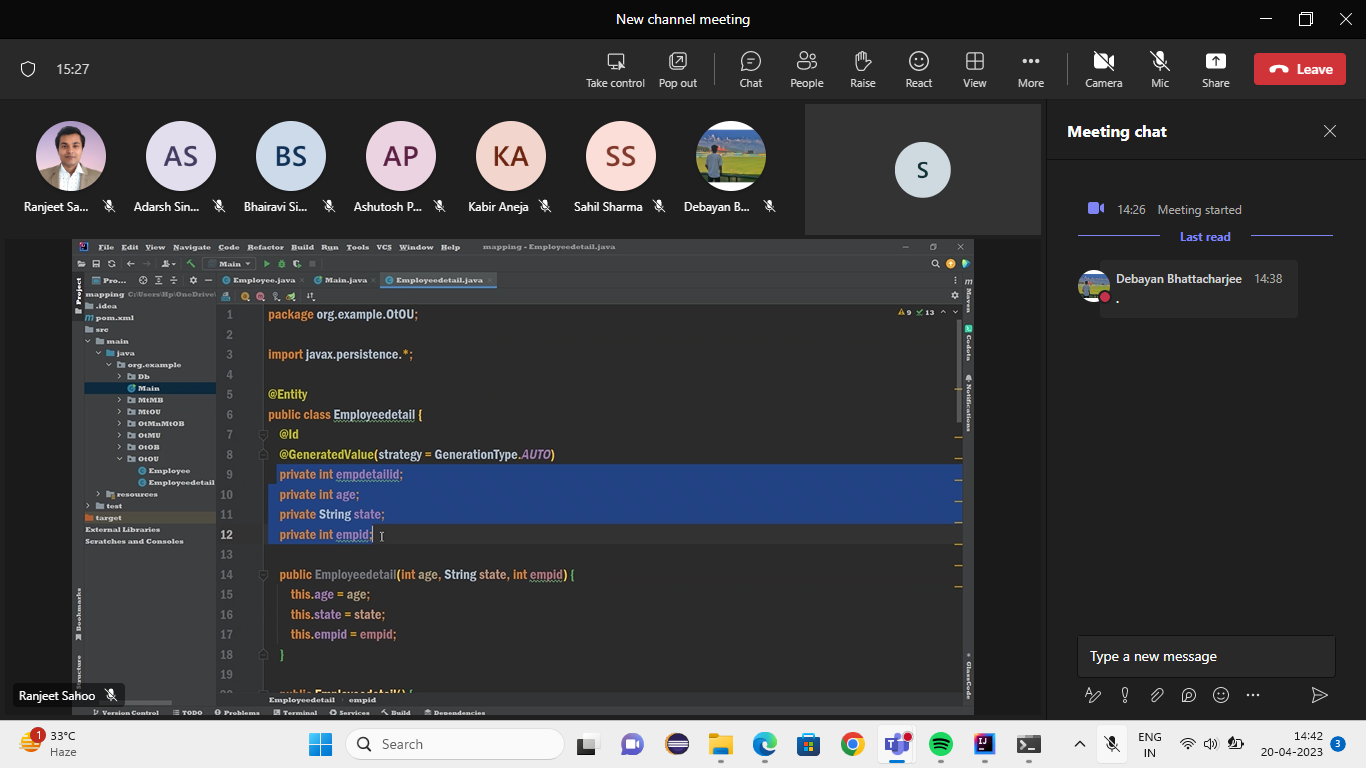 New channel meeting
15:27
Take control
Pop out
Chat
People
Raise
React
View
More
Camera
Mic
Share
Leave
AS
BS
AP
KA
SS
S
Ranjeet Sa...
Adarsh Sin...
Bhairavi Si...
Ashutosh P...
Kabir Aneja
Sahil Sharma
Debayan B...
Meeting chat
14:26 Meeting started
Last read
Debayan Bhattacharjee 14:38
.
File Edit View Navigate Code Refactor Build Run Tools VCS Window Help mapping - Employeedetail.java
Main
Pro...
Employee.java
Main.java
Employeedetail.java
Project
mapping C:\Users\Hp\OneDrive\
.idea
pom.xml
src
main
java
org.example
Db
Main
MtMB
MtOU
OtMnMtOB
OtMU
OtOB
OtOU
Employee
Employeedetail
resources
test
target
External Libraries
Scratches and Consoles
9 13
1 package org.example.OtOU;
2
3 import javax.persistence.*;
4
5 @Entity
6 public class Employeedetail {
7 @Id
8 @GeneratedValue(strategy = GenerationType.AUTO)
9 private int empdetailid;
10 private int age;
11 private String state;
12 private int empid;
13
14 public Employeedetail(int age, String state, int empid) {
15 this.age = age;
16 this.state = state;
17 this.empid = empid;
18 }
19
Maven
Codota
Notifications
GlassCode
Bookmarks
Employeedetail empid
Version Control
TODO
Problems
Terminal
Services
Build
Dependencies
Ranjeet Sahoo
Type a new message
1
33°C
Haze
Search
ENG
IN
14:42
20-04-2023
3